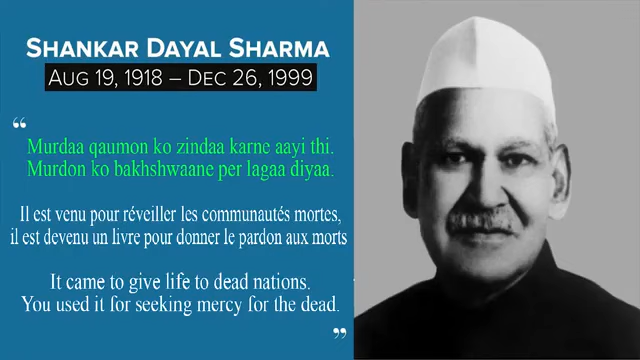 SHANKAR DAYAL SHARMA
AUG 19, 1918 – DEC 26, 1999
“
Murdaa qaumon ko zindaa karne aayi thi.
Murdon ko bakhshwaane per lagaa diyaa.
Il est venu pour réveiller les communautés mortes,
il est devenu un livre pour donner le pardon aux morts
It came to give life to dead nations.
You used it for seeking mercy for the dead.
”